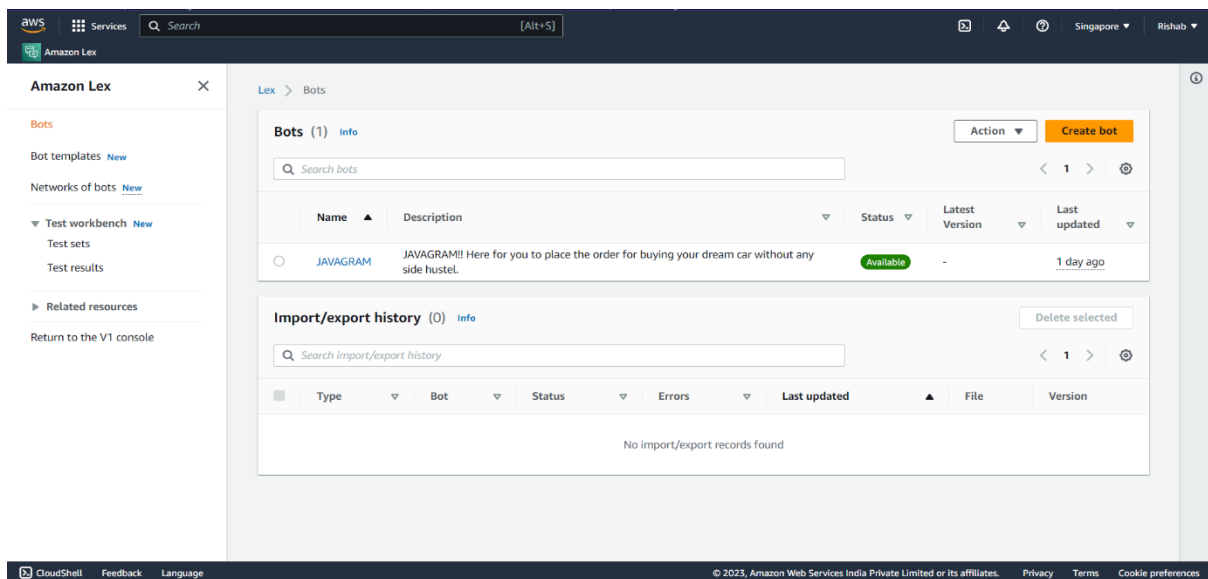 aws Services Search [Alt+S] Singapore ▼ Rishab ▼
Amazon Lex
Amazon Lex
Bots
Bot templates New
Networks of bots New
Test workbench New
Test sets
Test results
Related resources
Return to the V1 console
Lex > Bots
Bots (1) Info Action ▼ Create bot
Search bots < 1 >
Name ▲ Description Status Latest Version Last updated
JAVAGRAM JAVAGRAM!! Here for you to place the order for buying your dream car without any Available - 1 day ago
side hustel.
Import/export history (0) Info Delete selected
Search import/export history < 1 >
Type Bot Status Errors Last updated ▲ File Version
No import/export records found
CloudShell Feedback Language © 2023, Amazon Web Services India Private Limited or its affiliates. Privacy Terms Cookie preferences